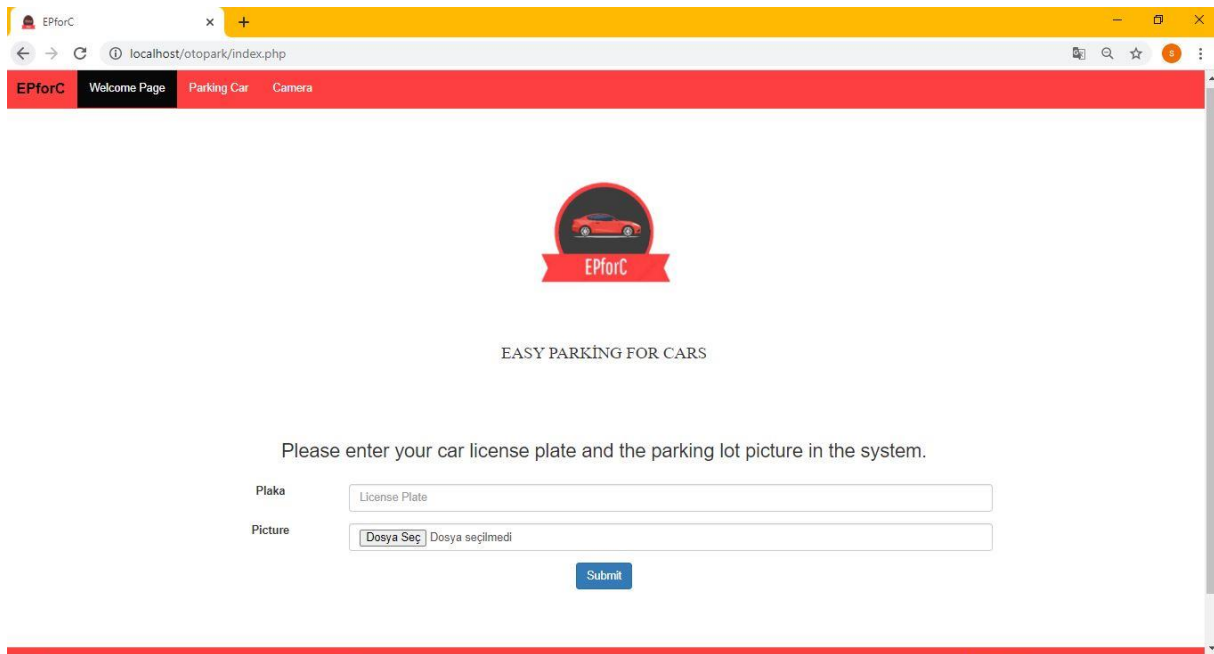 EPforC
localhost/otopark/index.php
S
EPforC Welcome Page Parking Car Camera
EPforC
EASY PARKİNG FOR CARS
Please enter your car license plate and the parking lot picture in the system.
Plaka License Plate
Picture Dosya Seç Dosya seçilmedi
Submit